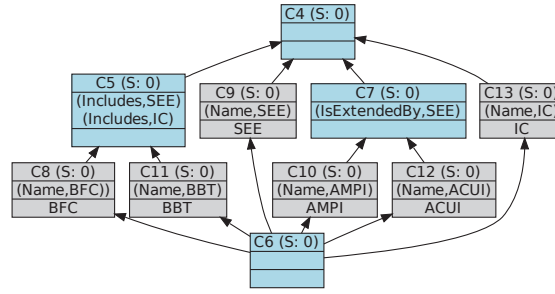 C4 (S: 0)
C5 (S: 0)
(Includes,SEE)
(Includes,IC)
C9 (S: 0)
(Name,SEE)
SEE
C7 (S: 0)
(IsExtendedBy,SEE)
C13 (S: 0)
(Name,IC)
IC
C8 (S: 0)
(Name,BFC))
BFC
C11 (S: 0)
(Name,BBT)
BBT
C10 (S: 0)
(Name,AMPI)
AMPI
C12 (S: 0)
(Name,ACUI)
ACUI
C6 (S: 0)